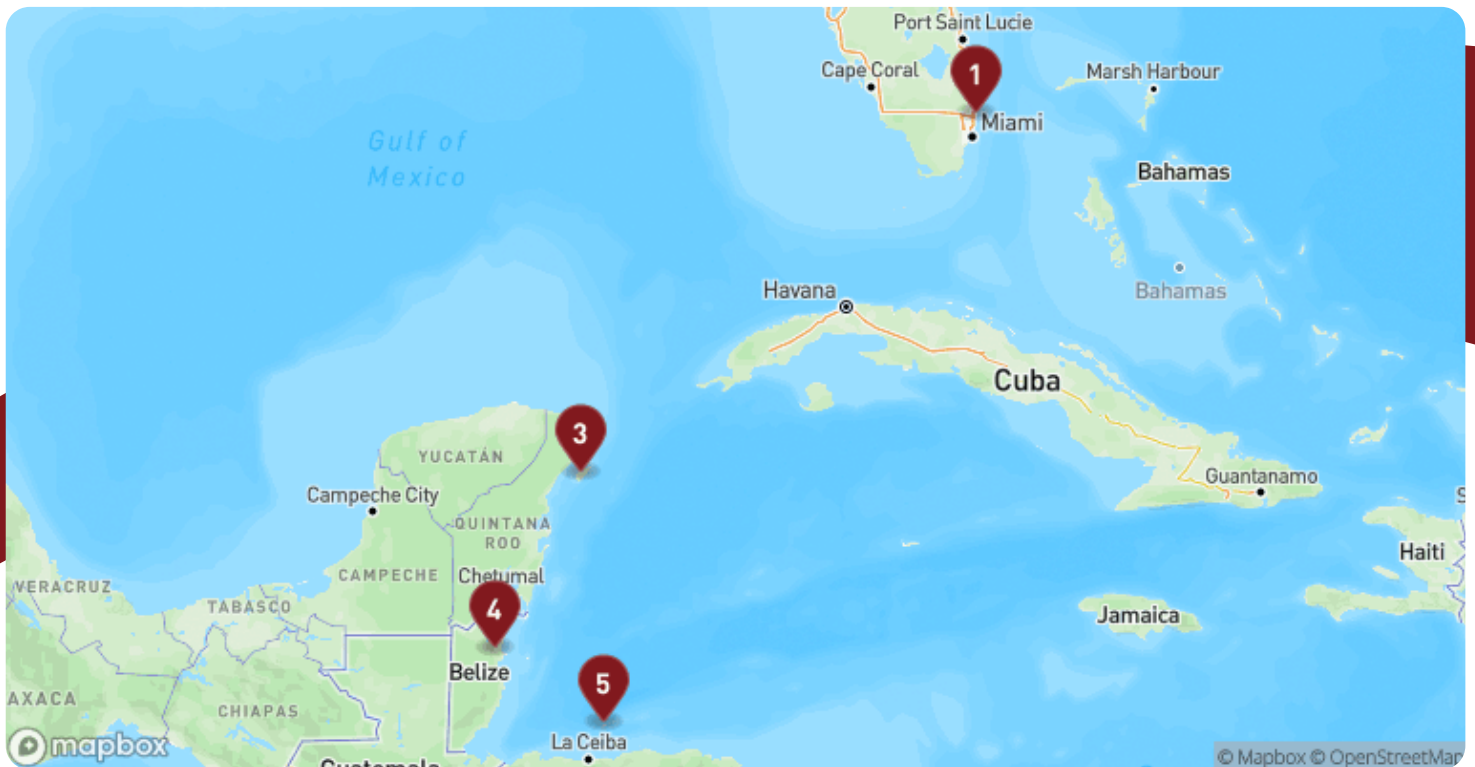 Port Saint Lucie
Cape Coral
1
Marsh Harbour
Miami
Gulf of
Mexico
Bahamas
Havana
Bahamas
Cuba
3
YUCATÁN
Campeche City
Guantanamo
QUINTANA
ROO
Haiti
CAMPECHE
Chetumal
VERACRUZ
TABASCO
4
Jamaica
Belize
5
AXACA
CHIAPAS
mapbox
La Ceiba
© Mapbox © OpenStreetMap
Guatemala